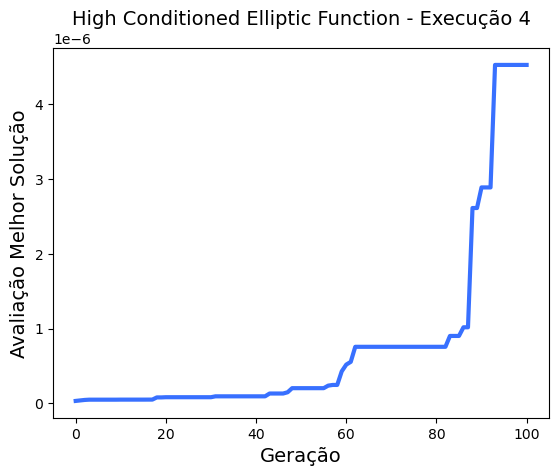 High Conditioned Elliptic Function - Execução 4
1e−6
Avaliação Melhor Solução
4
3
2
1
0
0 20 40 60 80 100
Geração